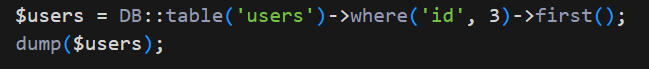 $users = DB::table('users')->where('id', 3)->first();
dump($users);